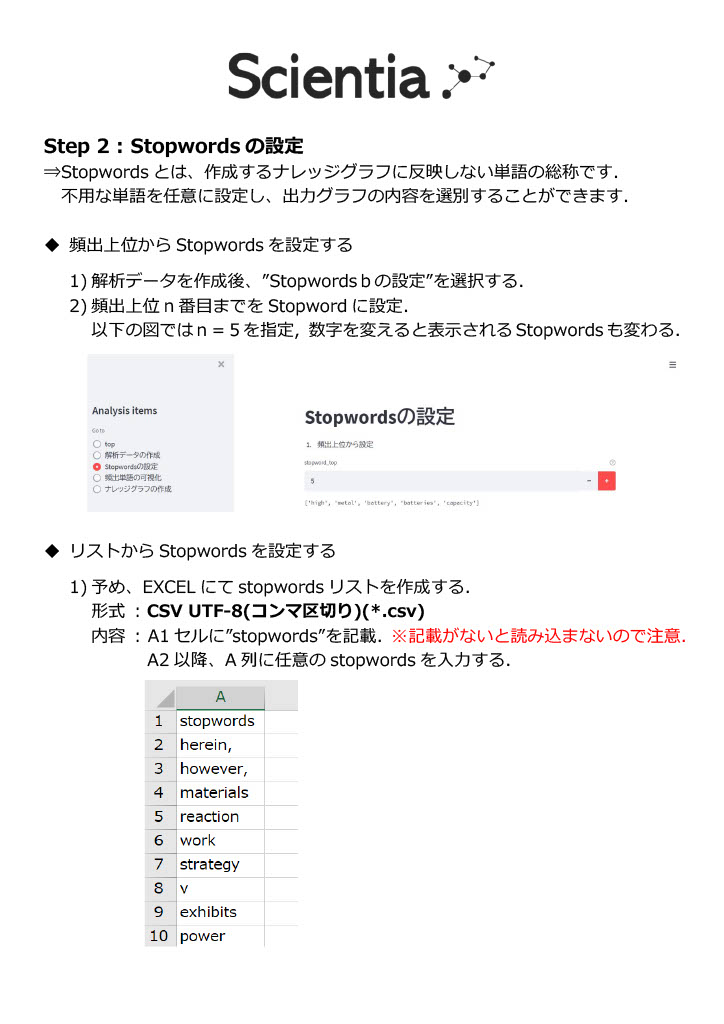 Scientia
Step 2：Stopwords の設定
⇒Stopwords とは、作成するナレッジグラフに反映しない単語の総称です．
不用な単語を任意に設定し、出力グラフの内容を選別することができます．
◆ 頻出上位から Stopwords を設定する
1) 解析データを作成後、”Stopwords b の設定”を選択する．
2) 頻出上位 n 番目までを Stopword に設定．
以下の図では n = 5 を指定，数字を変えると表示される Stopwords も変わる．
×
≡
Analysis items
Go to
top
解析データの作成
Stopwordsの設定
頻出単語の可視化
ナレッジグラフの作成
Stopwordsの設定
1. 頻出上位から設定
stopword_top
5 - +
['high', 'metal', 'battery', 'batteries', 'capacity']
◆ リストから Stopwords を設定する
1) 予め、EXCEL にて stopwords リストを作成する．
形式 : CSV UTF-8(コンマ区切り)(*.csv)
内容 : A1 セルに”stopwords”を記載．※記載がないと読み込まないので注意．
A2 以降、A 列に任意の stopwords を入力する．
A
1 stopwords
2 herein,
3 however,
4 materials
5 reaction
6 work
7 strategy
8 v
9 exhibits
10 power